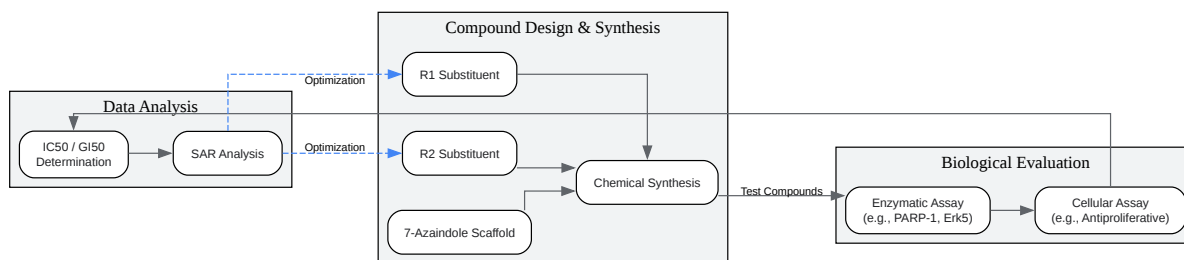 Compound Design & Synthesis
R1 Substituent
Optimization
Data Analysis
IC50 / GI50
Determination
SAR Analysis
Optimization
R2 Substituent
Chemical Synthesis
7-Azaindole Scaffold
Test Compounds
Biological Evaluation
Enzymatic Assay
(e.g., PARP-1, Erk5)
Cellular Assay
(e.g., Antiproliferative)